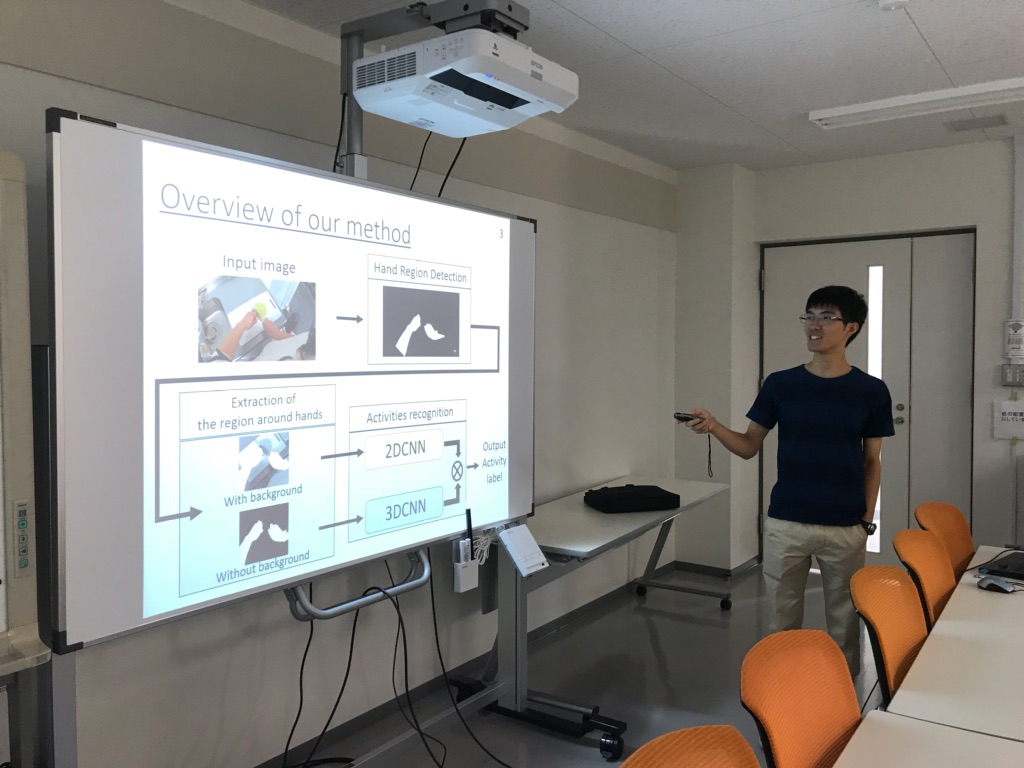 Overview of our method
3
Input image
Hand Region Detection
Extraction of
the region around hands
With background
Without background
Activities recognition
2DCNN
3DCNN
Output
Activity
label
EPSON